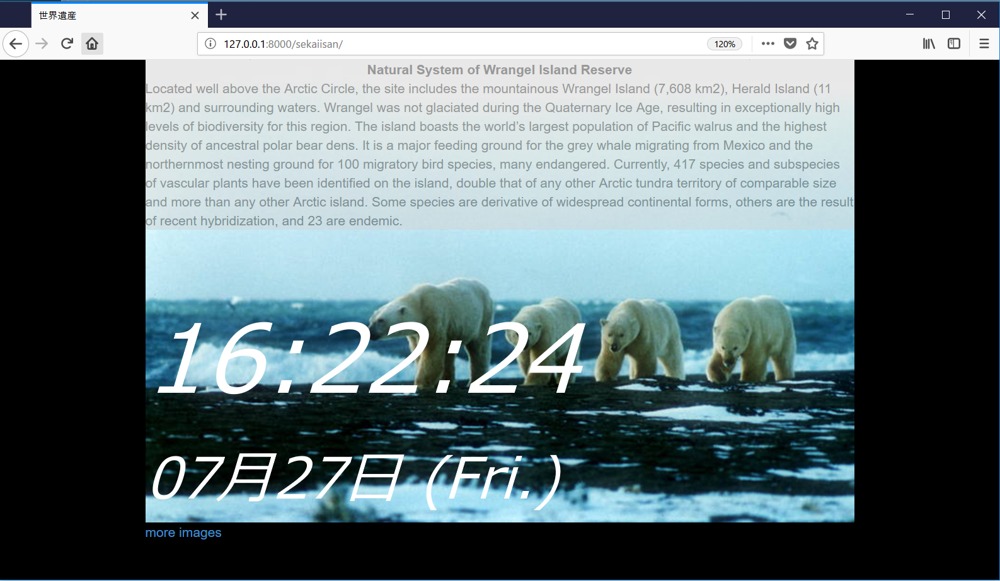 世界遺産
127.0.0.1:8000/sekaiisan/
120%
Natural System of Wrangel Island Reserve
Located well above the Arctic Circle, the site includes the mountainous Wrangel Island (7,608 km2), Herald Island (11
km2) and surrounding waters. Wrangel was not glaciated during the Quaternary Ice Age, resulting in exceptionally high
levels of biodiversity for this region. The island boasts the world’s largest population of Pacific walrus and the highest
density of ancestral polar bear dens. It is a major feeding ground for the grey whale migrating from Mexico and the
northernmost nesting ground for 100 migratory bird species, many endangered. Currently, 417 species and subspecies
of vascular plants have been identified on the island, double that of any other Arctic tundra territory of comparable size
and more than any other Arctic island. Some species are derivative of widespread continental forms, others are the result
of recent hybridization, and 23 are endemic.
16:22:24
07月27日 (Fri.)
more images